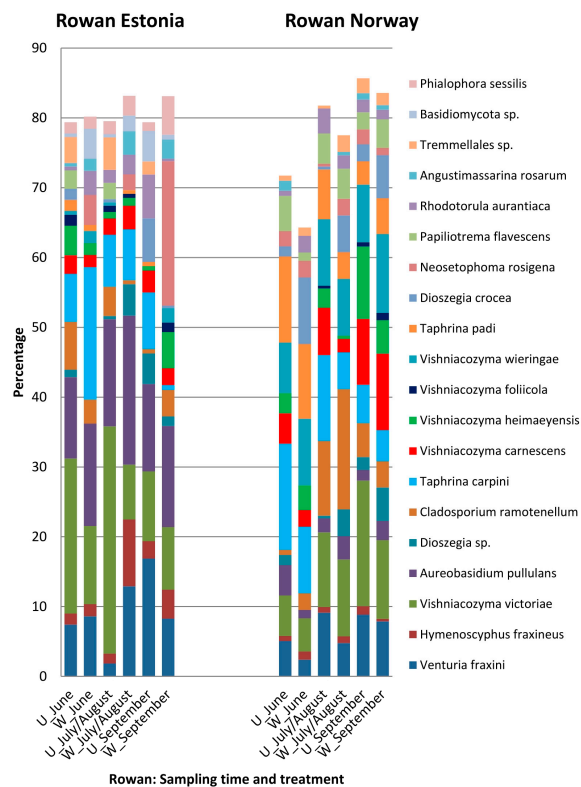 Rowan Estonia
Rowan Norway
90
80
70
60
50
40
30
20
10
0
Percentage
U_June
W_June
U_July/August
W_July/August
U_September
W_September
U_June
W_June
U_July/August
W_July/August
U_September
W_September
Rowan: Sampling time and treatment
Phialophora sessilis
Basidiomycota sp.
Tremmellales sp.
Angustimassarina rosarum
Rhodotorula aurantiaca
Papiliotrema flavescens
Neosetophoma rosigena
Dioszegia crocea
Taphrina padi
Vishniacozyma wieringae
Vishniacozyma foliicola
Vishniacozyma heimaeyensis
Vishniacozyma carnescens
Taphrina carpini
Cladosporium ramotenellum
Dioszegia sp.
Aureobasidium pullulans
Vishniacozyma victoriae
Hymenoscyphus fraxineus
Venturia fraxini